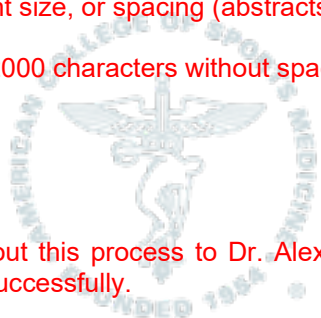 nt size, or spacing (abstracts
000 characters without spa
AMERICAN COLLEGE OF SPORTS MEDICINE
out this process to Dr. Alex
uccessfully.
FOUNDED 1954